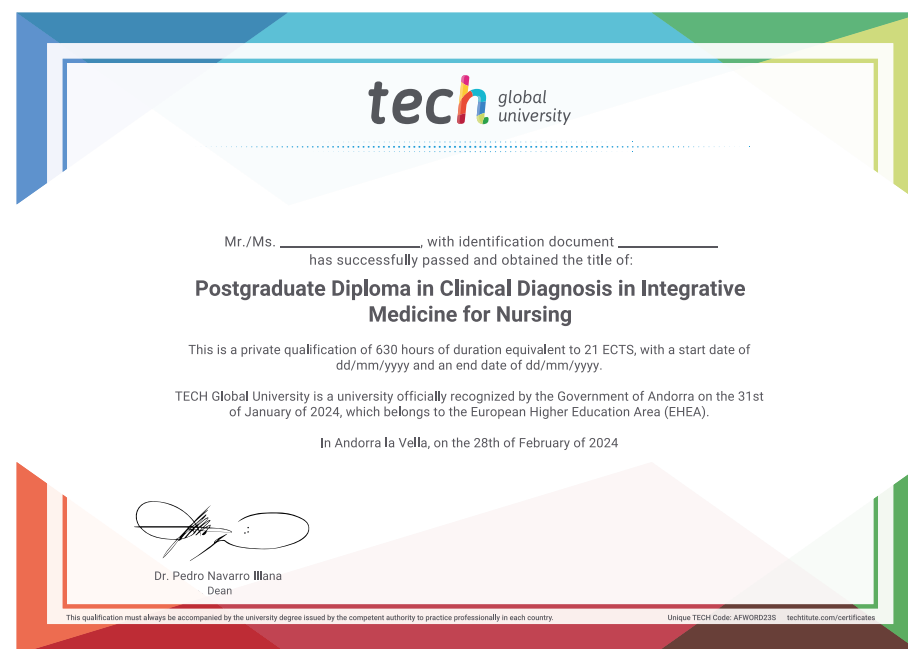 tech global university
Mr./Ms. ____________, with identification document ____________
has successfully passed and obtained the title of:
Postgraduate Diploma in Clinical Diagnosis in Integrative
Medicine for Nursing
This is a private qualification of 630 hours of duration equivalent to 21 ECTS, with a start date of
dd/mm/yyyy and an end date of dd/mm/yyyy.
TECH Global University is a university officially recognized by the Government of Andorra on the 31st
of January of 2024, which belongs to the European Higher Education Area (EHEA).
In Andorra la Vella, on the 28th of February of 2024
Dr. Pedro Navarro Illana
Dean
This qualification must always be accompanied by the university degree issued by the competent authority to practice professionally in each country.
Unique TECH Code: AFWORD23S techtitute.com/certificates